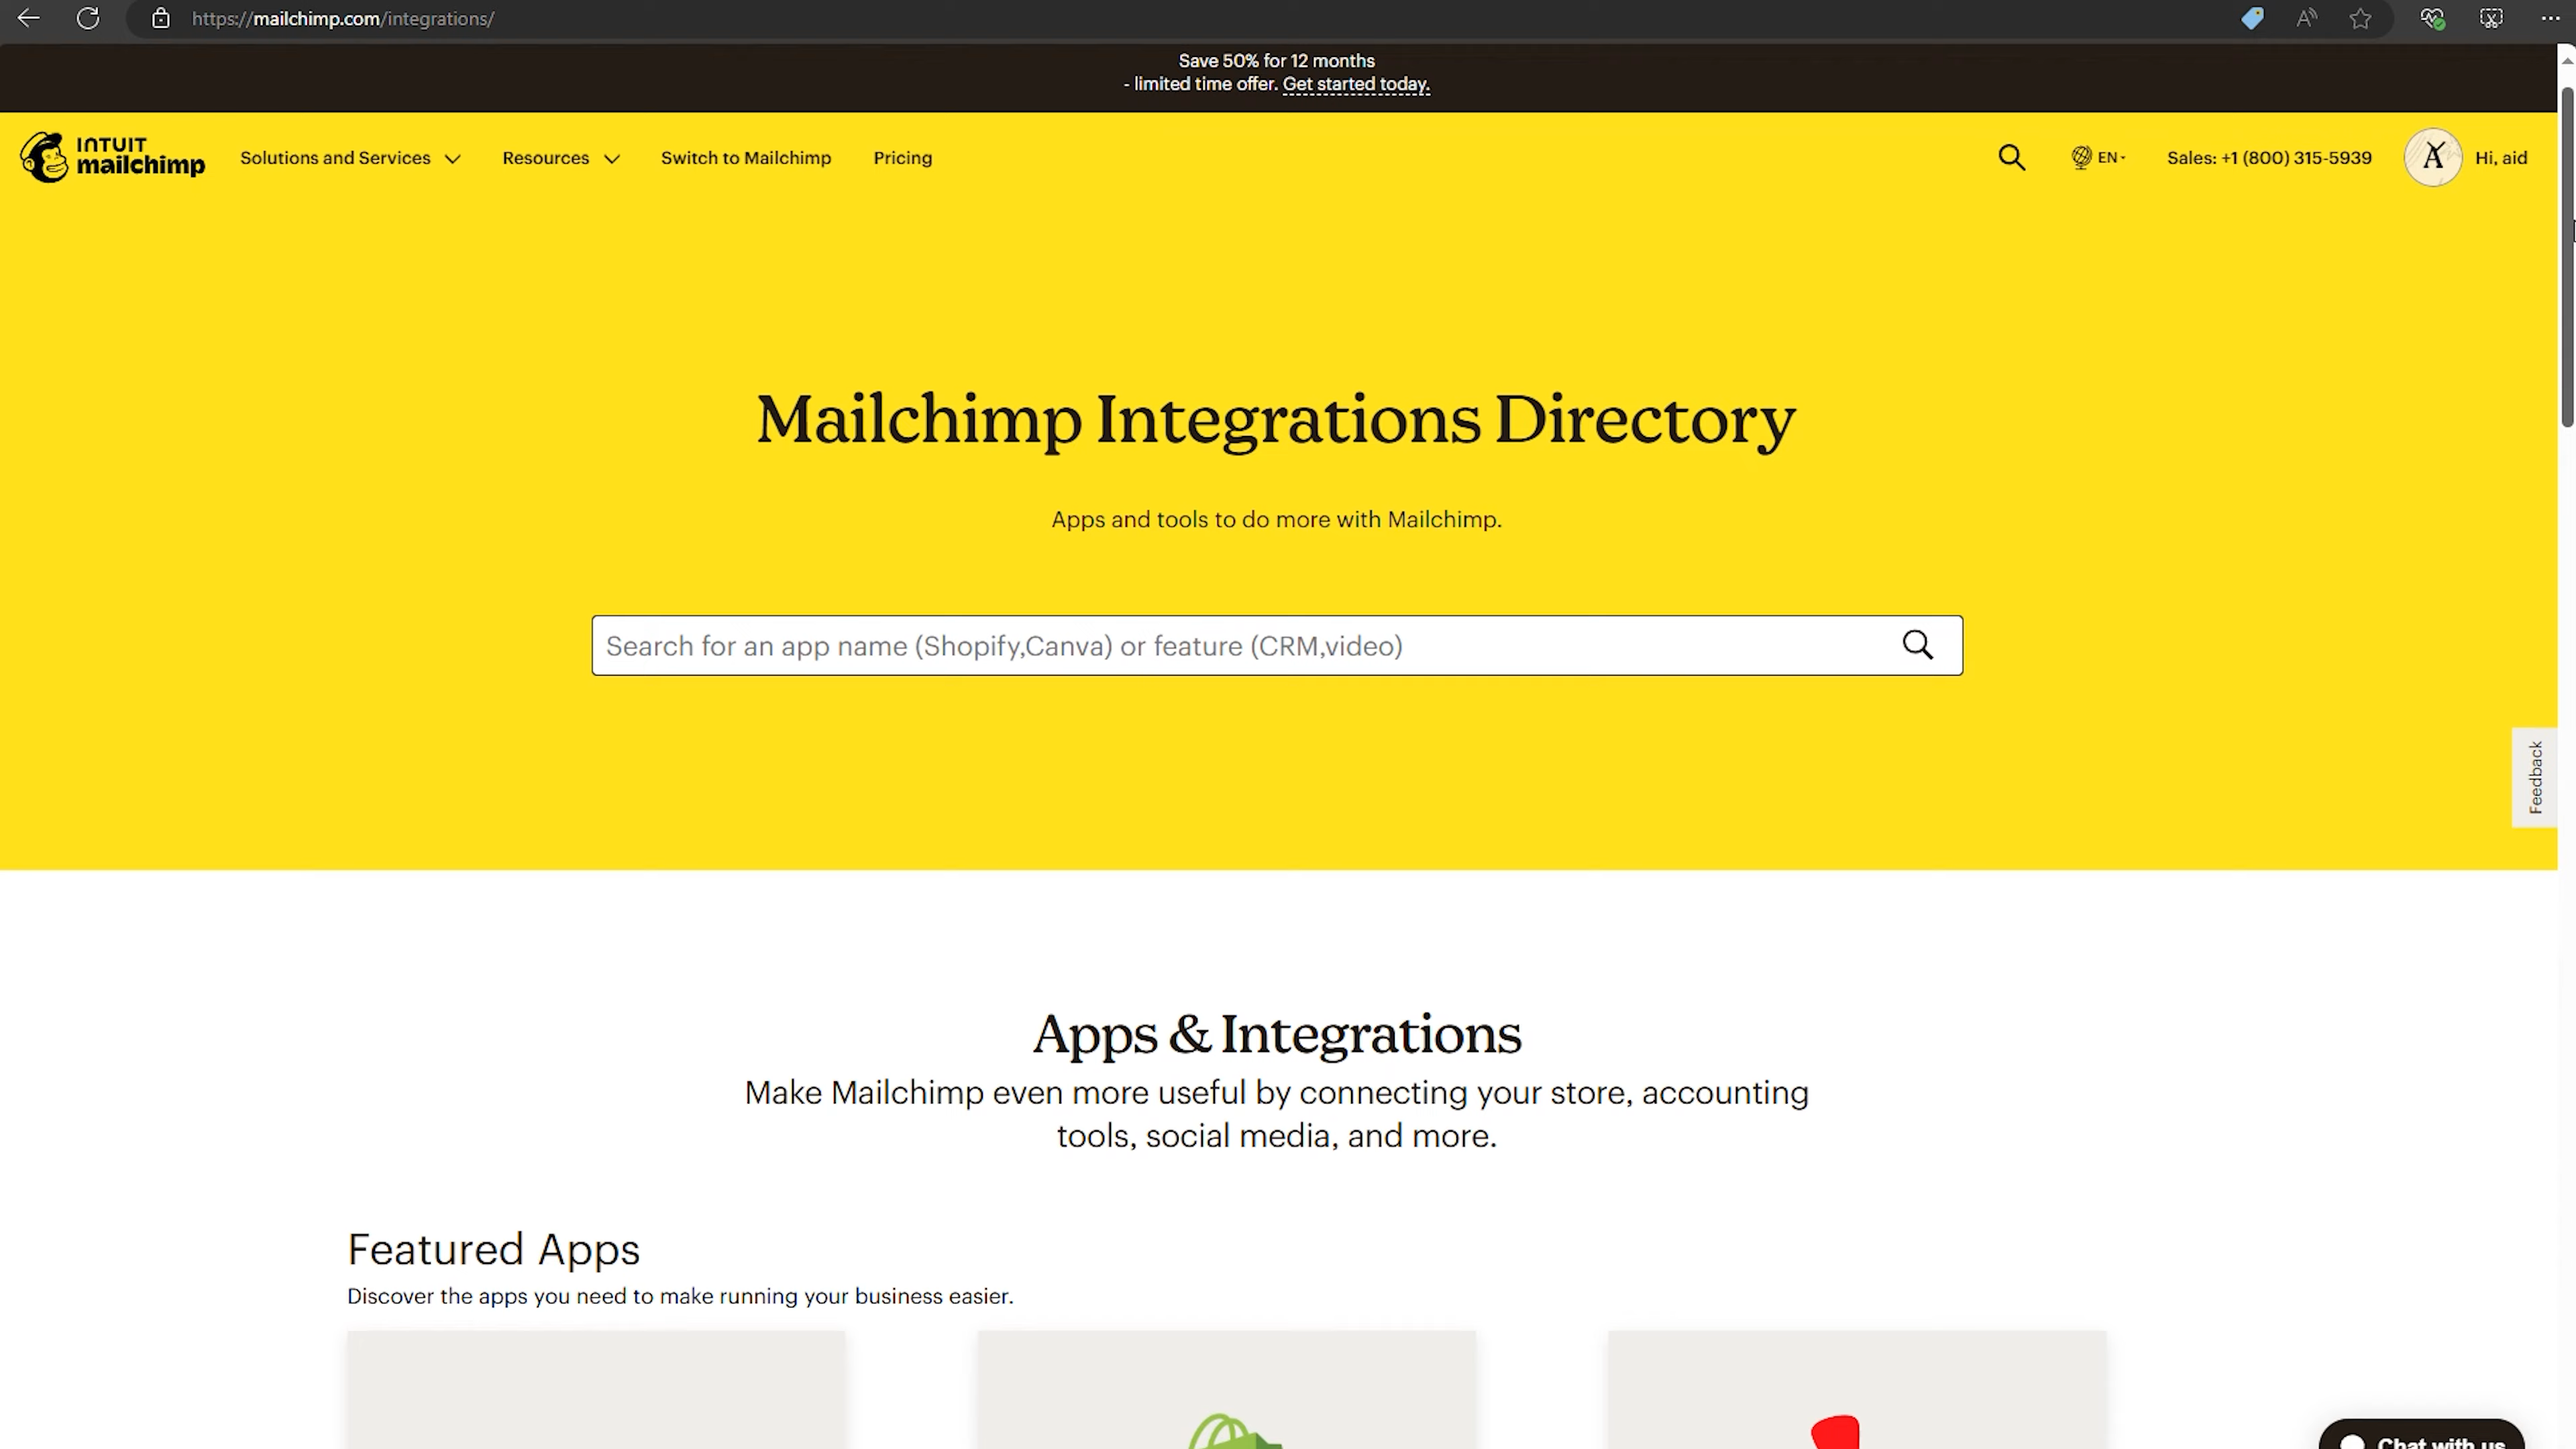 https://mailchimp.com/integrations/
Save 50% for 12 months
- limited time offer. Get started today.
INTUIT
mailchimp
Solutions and Services
Resources
Switch to Mailchimp
Pricing
EN
Sales: +1 (800) 315-5939
A
Hi, aid
Mailchimp Integrations Directory
Apps and tools to do more with Mailchimp.
Search for an app name (Shopify,Canva) or feature (CRM,video)
Feedback
Apps & Integrations
Make Mailchimp even more useful by connecting your store, accounting
tools, social media, and more.
Featured Apps
Discover the apps you need to make running your business easier.
Chat with us